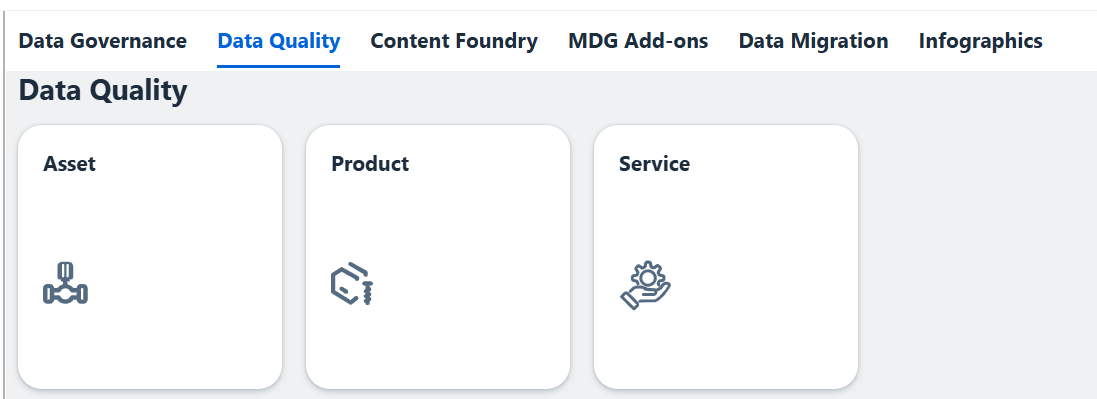 Data Governance Data Quality Content Foundry MDG Add-ons Data Migration Infographics
Data Quality
Asset Product Service